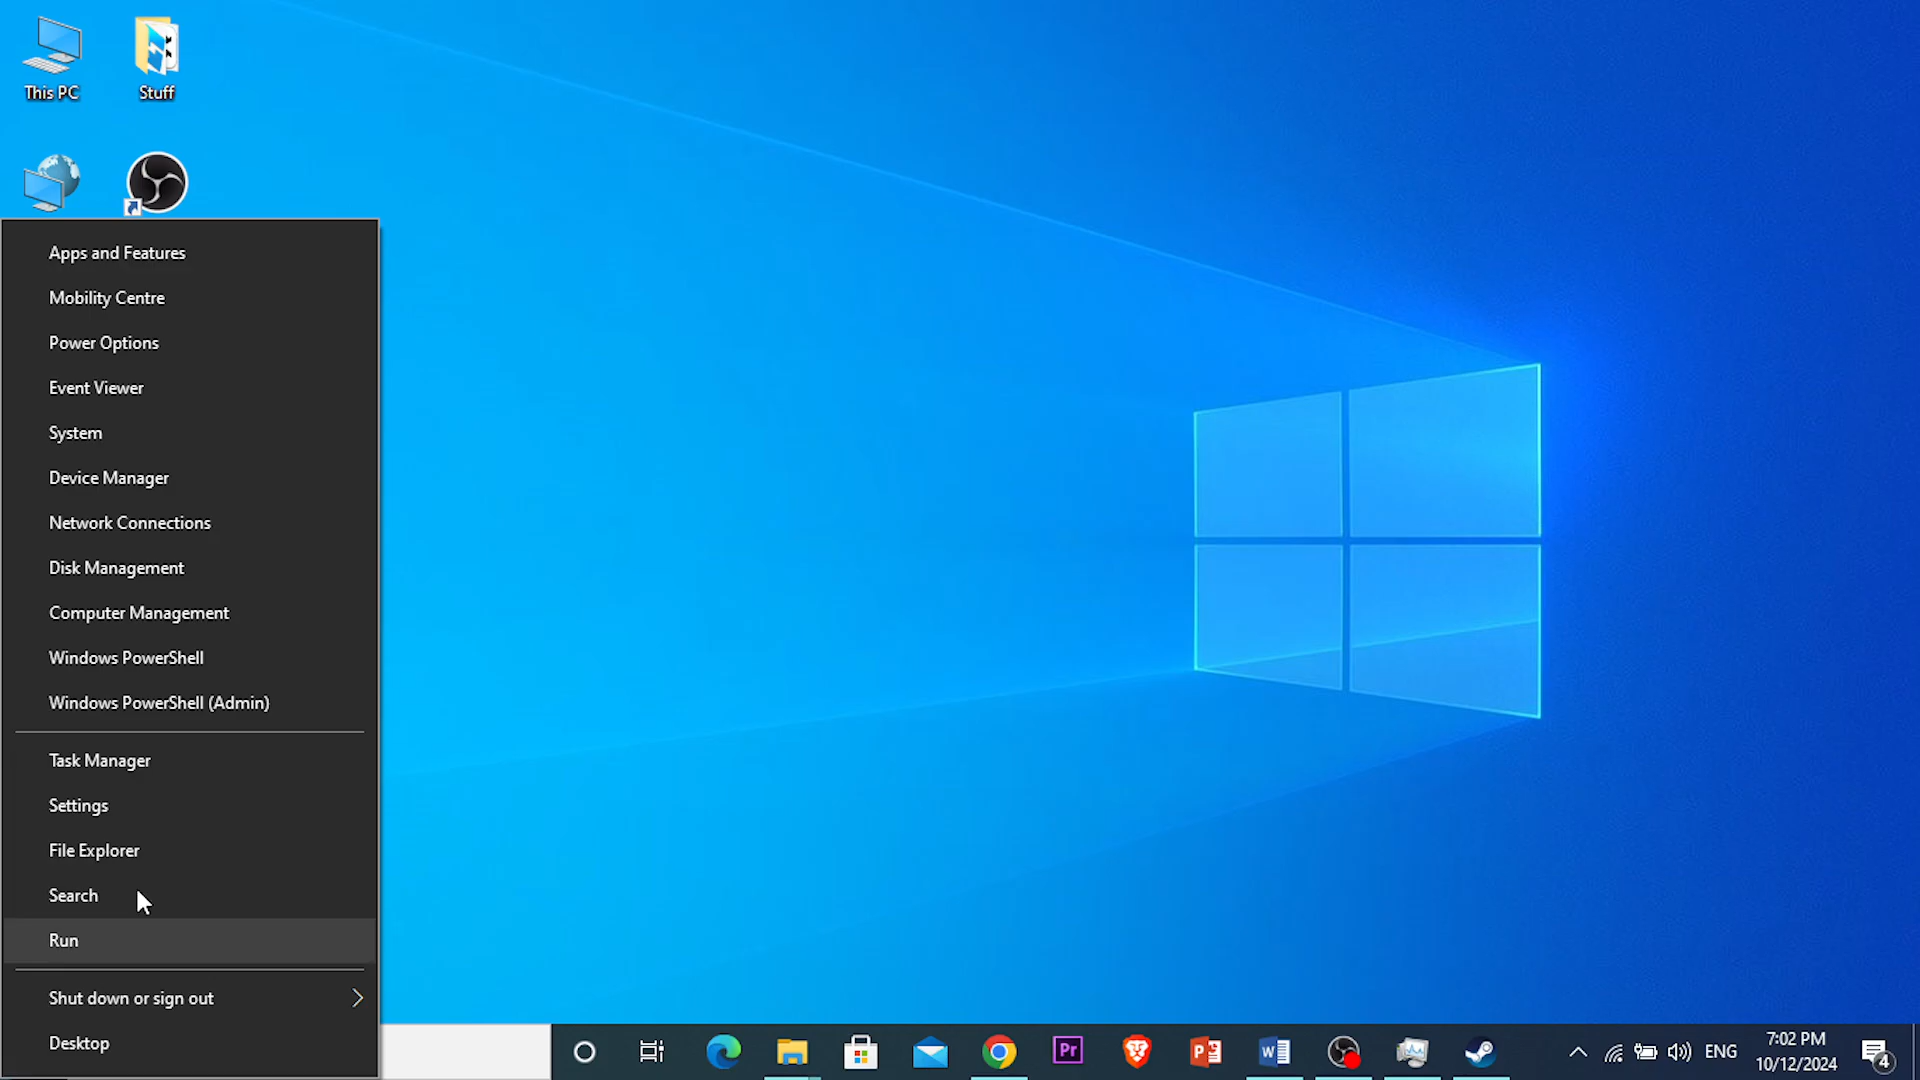 This PC
Stuff
Apps and Features
Mobility Centre
Power Options
Event Viewer
System
Device Manager
Network Connections
Disk Management
Computer Management
Windows PowerShell
Windows PowerShell (Admin)
Task Manager
Settings
File Explorer
Search
Run
Shut down or sign out
Desktop
Pr
P
W
ENG
7:02 PM
10/12/2024
4